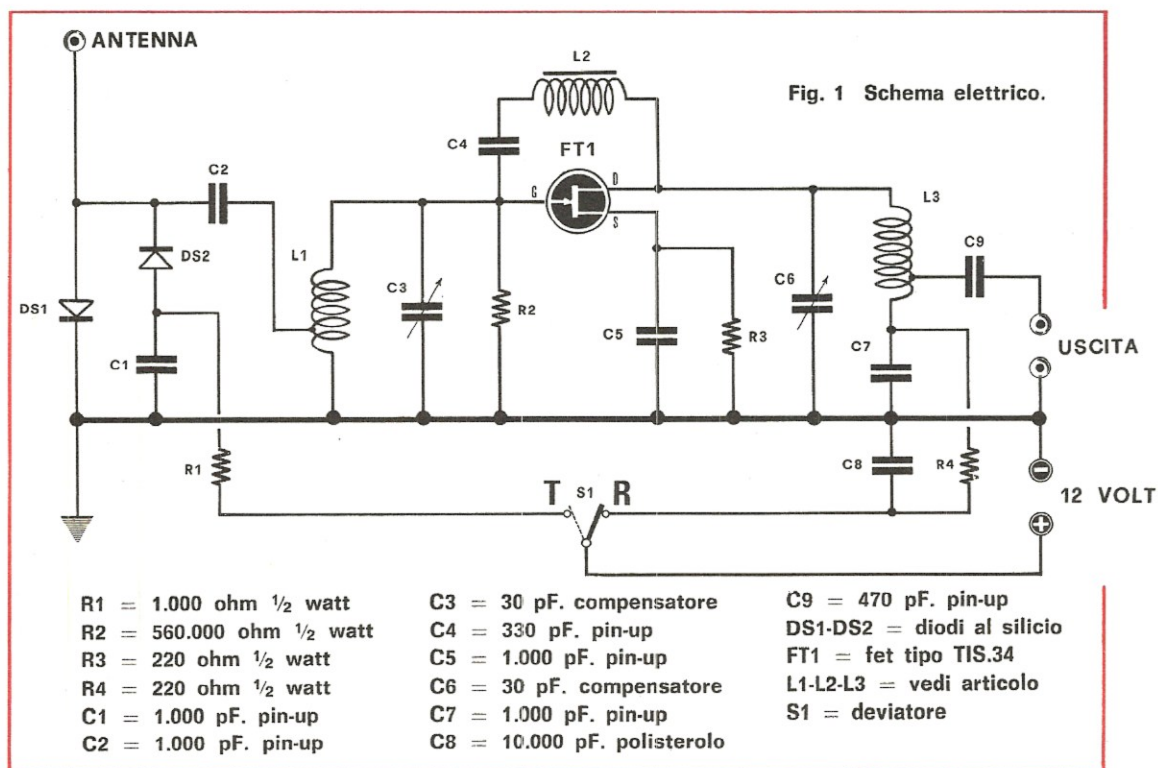 ANTENNA
L2
Fig. 1 Schema elettrico.
C4
FT1
C2
G
D
S
L3
C9
DS2
L1
C3
C6
DS1
R2
C5
R3
C7
USCITA
C1
R1
C8
R4
T
S1
R
12 VOLT
R1 = 1.000 ohm ½ watt
R2 = 560.000 ohm ½ watt
R3 = 220 ohm ½ watt
R4 = 220 ohm ½ watt
C1 = 1.000 pF. pin-up
C2 = 1.000 pF. pin-up
C3 = 30 pF. compensatore
C4 = 330 pF. pin-up
C5 = 1.000 pF. pin-up
C6 = 30 pF. compensatore
C7 = 1.000 pF. pin-up
C8 = 10.000 pF. polisterolo
C9 = 470 pF. pin-up
DS1-DS2 = diodi al silicio
FT1 = fet tipo TIS.34
L1-L2-L3 = vedi articolo
S1 = deviatore